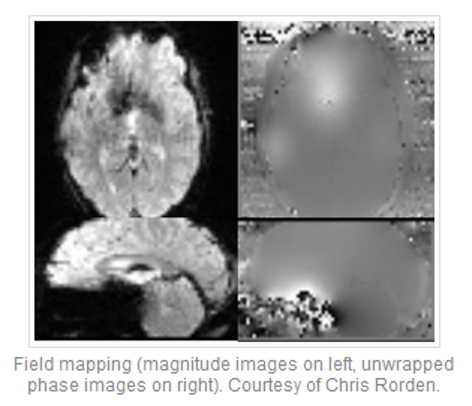 Field mapping (magnitude images on left, unwrapped
phase images on right). Courtesy of Chris Rorden.